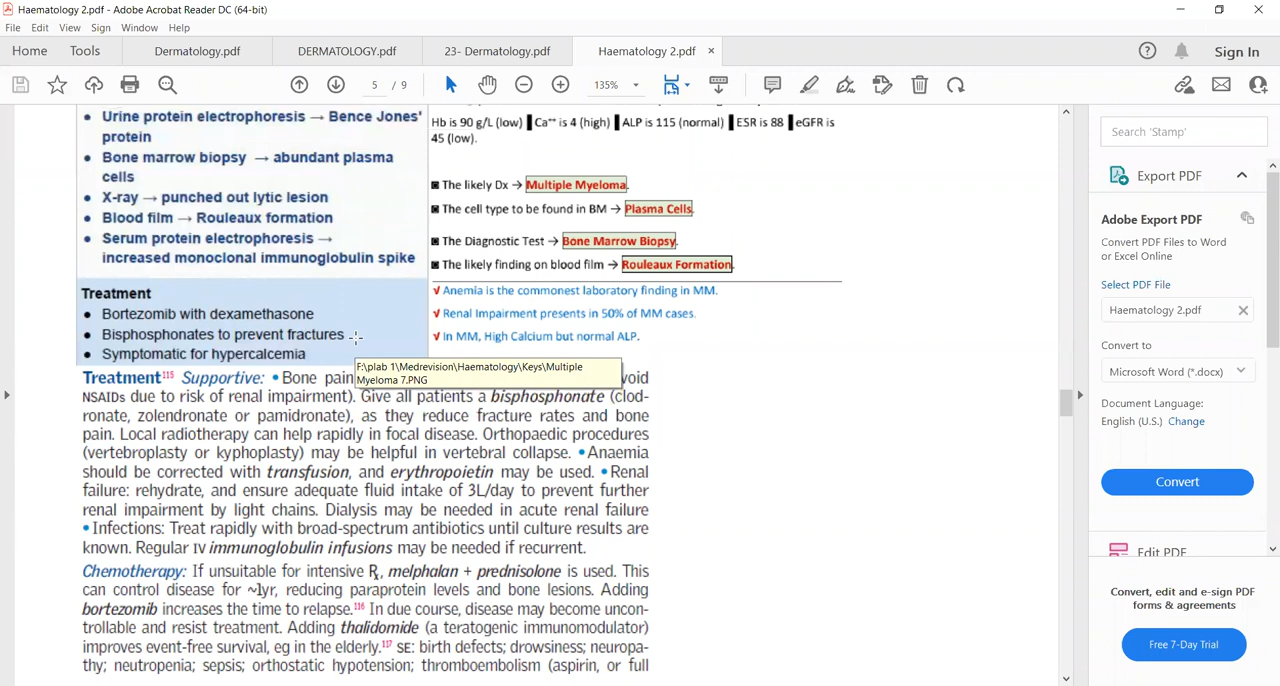 Haematology 2.pdf - Adobe Acrobat Reader DC (64-bit)
File Edit View Sign Window Help
Home Tools Dermatology.pdf DERMATOLOGY.pdf 23- Dermatology.pdf Haematology 2.pdf × Sign In
5 / 9 135%
• Urine protein electrophoresis → Bence Jones' protein
• Bone marrow biopsy → abundant plasma cells
• X-ray → punched out lytic lesion
• Blood film → Rouleaux formation
• Serum protein electrophoresis →
increased monoclonal immunoglobulin spike
Treatment
• Bortezomib with dexamethasone
• Bisphosphonates to prevent fractures
• Symptomatic for hypercalcemia
Hb is 90 g/L (low) ▌Ca⁺⁺ is 4 (high) ▌ALP is 115 (normal) ▌ESR is 88 ▌eGFR is
45 (low).
◙ The likely Dx → Multiple Myeloma.
◙ The cell type to be found in BM → Plasma Cells.
◙ The Diagnostic Test → Bone Marrow Biopsy.
◙ The likely finding on blood film → Rouleaux Formation.
√ Anemia is the commonest laboratory finding in MM.
√ Renal Impairment presents in 50% of MM cases.
√ In MM, High Calcium but normal ALP.
F:\plab 1\Medrevision\Haematology\Keys\Multiple
Myeloma 7.PNG
Treatment¹¹⁵ Supportive: •Bone pain void
NSAIDs due to risk of renal impairment). Give all patients a bisphosphonate (clod-
ronate, zolendronate or pamidronate), as they reduce fracture rates and bone
pain. Local radiotherapy can help rapidly in focal disease. Orthopaedic procedures
(vertebroplasty or kyphoplasty) may be helpful in vertebral collapse. •Anaemia
should be corrected with transfusion, and erythropoietin may be used. •Renal
failure: rehydrate, and ensure adequate fluid intake of 3L/day to prevent further
renal impairment by light chains. Dialysis may be needed in acute renal failure
•Infections: Treat rapidly with broad-spectrum antibiotics until culture results are
known. Regular IV immunoglobulin infusions may be needed if recurrent.
Chemotherapy: If unsuitable for intensive ℞, melphalan + prednisolone is used. This
can control disease for ~1yr, reducing paraprotein levels and bone lesions. Adding
bortezomib increases the time to relapse.¹¹⁶ In due course, disease may become uncon-
trollable and resist treatment. Adding thalidomide (a teratogenic immunomodulator)
improves event-free survival, eg in the elderly.¹¹⁷ SE: birth defects; drowsiness; neuropa-
thy; neutropenia; sepsis; orthostatic hypotension; thromboembolism (aspirin, or full
Search 'Stamp'
Export PDF
Adobe Export PDF
Convert PDF Files to Word
or Excel Online
Select PDF File
Haematology 2.pdf ×
Convert to
Microsoft Word (*.docx)
Document Language:
English (U.S.) Change
Convert
Edit PDF
Convert, edit and e-sign PDF
forms & agreements
Free 7-Day Trial